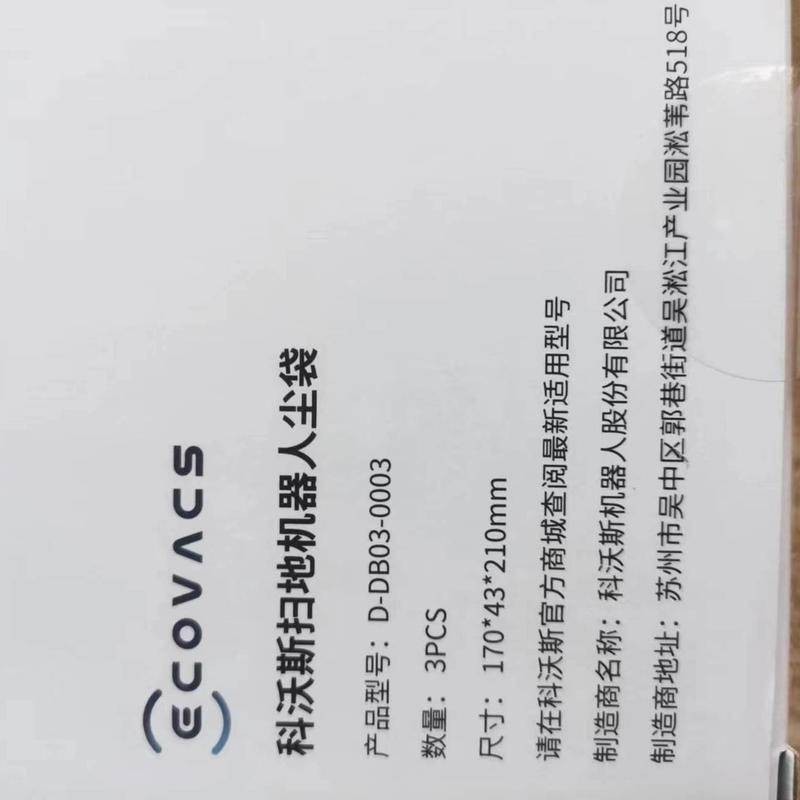 ECOVACS
科沃斯扫地机器人尘袋
产品型号：D-DB03-0003
数量：3PCS
尺寸：170*43*210mm
请在科沃斯官方商城查阅最新适用型号
制造商名称：科沃斯机器人股份有限公司
制造商地址：苏州市吴中区郭巷街道吴淞江产业园淞苇路518号